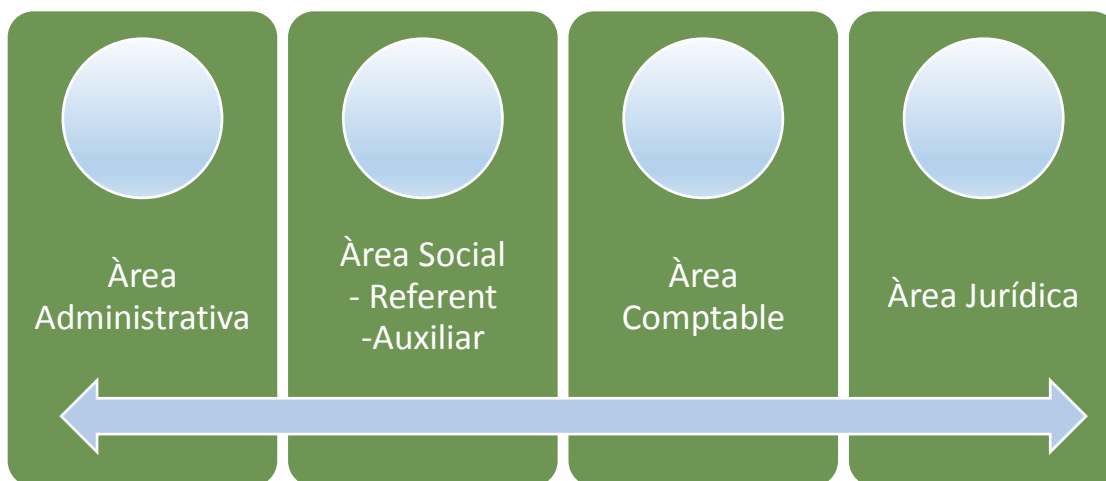 Àrea
Administrativa
Àrea Social
- Referent
-Auxiliar
Àrea
Comptable
Àrea Jurídica